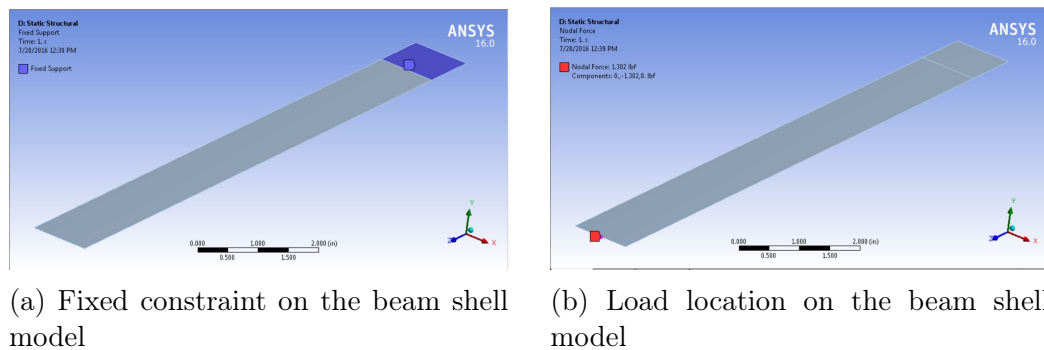 D: Static Structural
Fixed Support
Time: 1. s
7/28/2016 12:38 PM
Fixed Support
ANSYS
16.0
Y
X
Z
0.000 1.000 2.000 (in)
0.500 1.500
(a) Fixed constraint on the beam shell
model
D: Static Structural
Nodal Force
Time: 1. s
7/28/2016 12:39 PM
Nodal Force: 1.302 lbf
Components: 0.,-1.302,0. lbf
ANSYS
16.0
Y
X
Z
0.000 1.000 2.000 (in)
0.500 1.500
(b) Load location on the beam shell
model